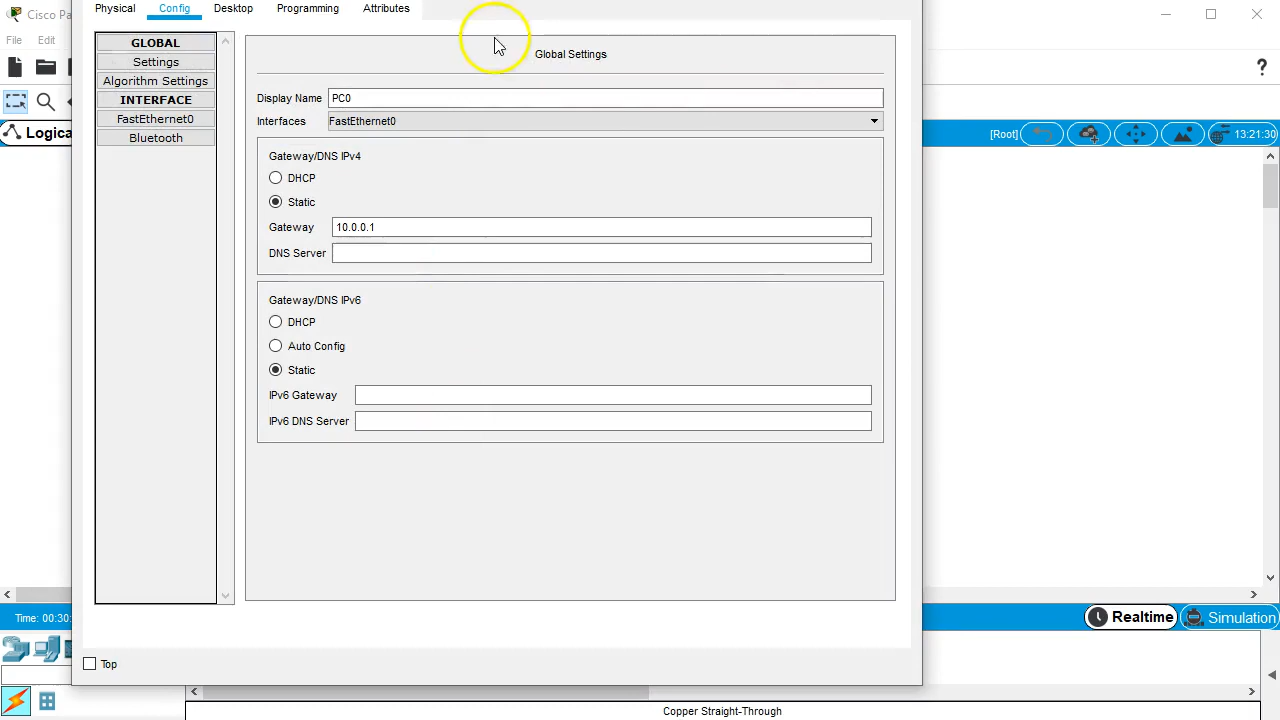 Cisco Pa
Physical Config Desktop Programming Attributes
File Edit
GLOBAL
Settings
Algorithm Settings
INTERFACE
FastEthernet0
Bluetooth
Global Settings
Display Name PC0
Interfaces FastEthernet0
Gateway/DNS IPv4
DHCP
Static
Gateway 10.0.0.1
DNS Server
Gateway/DNS IPv6
DHCP
Auto Config
Static
IPv6 Gateway
IPv6 DNS Server
Top
?
Logica
[Root] 13:21:30
Time: 00:30:
Realtime Simulation
Copper Straight-Through